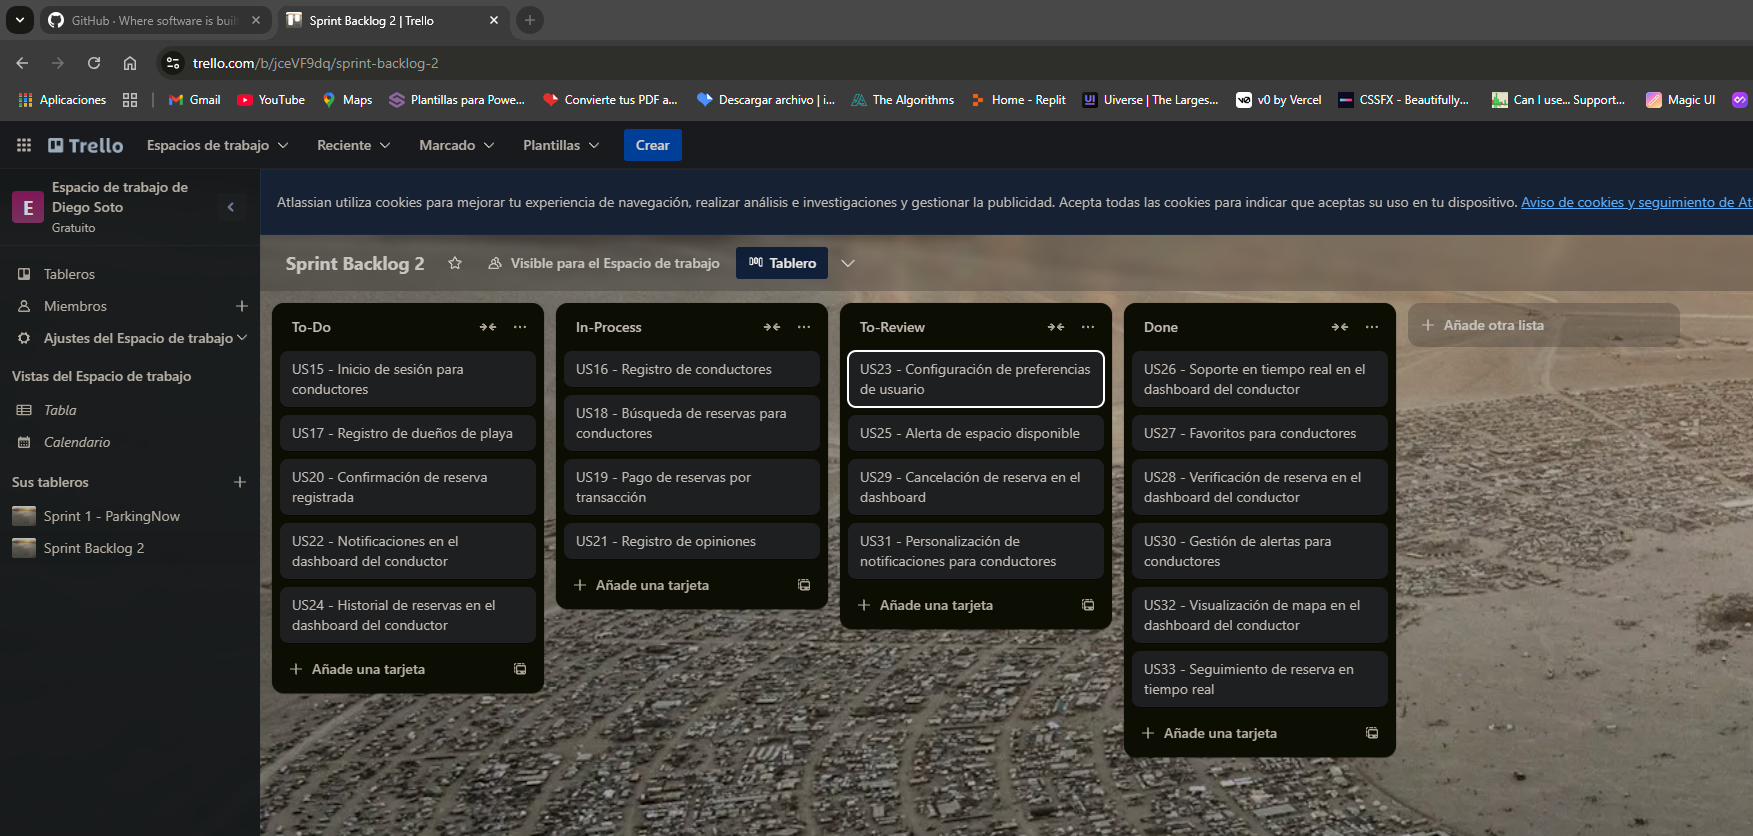 GitHub · Where software is buil
Sprint Backlog 2 | Trello
trello.com/b/jceVF9dq/sprint-backlog-2
Aplicaciones
Gmail
YouTube
Maps
Plantillas para Powe...
Convierte tus PDF a...
Descargar archivo | i...
The Algorithms
Home - Replit
Uiverse | The Larges...
v0 by Vercel
CSSFX - Beautifully...
Can I use... Support...
Magic UI
Trello
Espacios de trabajo
Reciente
Marcado
Plantillas
Crear
E
Espacio de trabajo de
Diego Soto
Gratuito
Tableros
Miembros
Ajustes del Espacio de trabajo
Vistas del Espacio de trabajo
Tabla
Calendario
Sus tableros
Sprint 1 - ParkingNow
Sprint Backlog 2
Atlassian utiliza cookies para mejorar tu experiencia de navegación, realizar análisis e investigaciones y gestionar la publicidad. Acepta todas las cookies para indicar que aceptas su uso en tu dispositivo. Aviso de cookies y seguimiento de At
Sprint Backlog 2
Visible para el Espacio de trabajo
Tablero
To-Do
US15 - Inicio de sesión para
conductores
US17 - Registro de dueños de playa
US20 - Confirmación de reserva
registrada
US22 - Notificaciones en el
dashboard del conductor
US24 - Historial de reservas en el
dashboard del conductor
Añade una tarjeta
In-Process
US16 - Registro de conductores
US18 - Búsqueda de reservas para
conductores
US19 - Pago de reservas por
transacción
US21 - Registro de opiniones
Añade una tarjeta
To-Review
US23 - Configuración de preferencias
de usuario
US25 - Alerta de espacio disponible
US29 - Cancelación de reserva en el
dashboard
US31 - Personalización de
notificaciones para conductores
Añade una tarjeta
Done
US26 - Soporte en tiempo real en el
dashboard del conductor
US27 - Favoritos para conductores
US28 - Verificación de reserva en el
dashboard del conductor
US30 - Gestión de alertas para
conductores
US32 - Visualización de mapa en el
dashboard del conductor
US33 - Seguimiento de reserva en
tiempo real
Añade una tarjeta
Añade otra lista